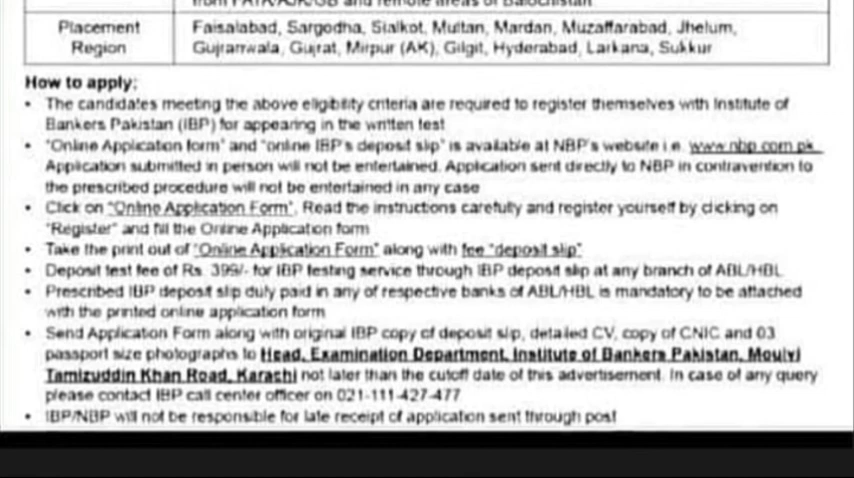 from FATA/AJK/GB and remote areas of Balochistan
Placement Region
Faisalabad, Sargodha, Sialkot, Multan, Mardan, Muzaffarabad, Jhelum,
Gujranwala, Gujrat, Mirpur (AK), Gilgit, Hyderabad, Larkana, Sukkur
How to apply:
• The candidates meeting the above eligibility criteria are required to register themselves with Institute of
Bankers Pakistan (IBP) for appearing in the written test
• "Online Application form" and "online IBP's deposit slip" is available at NBP's website i.e. www.nbp.com.pk
Application submitted in person will not be entertained. Application sent directly to NBP in contravention to
the prescribed procedure will not be entertained in any case
• Click on "Online Application Form". Read the instructions carefully and register yourself by clicking on
"Register" and fill the Online Application form
• Take the print out of "Online Application Form" along with fee "deposit slip"
• Deposit test fee of Rs. 399/- for IBP testing service through IBP deposit slip at any branch of ABL/HBL
• Prescribed IBP deposit slip duly paid in any of respective banks of ABL/HBL is mandatory to be attached
with the printed online application form
• Send Application Form along with original IBP copy of deposit slip, detailed CV, copy of CNIC and 03
passport size photographs to Head, Examination Department, Institute of Bankers Pakistan, Moulvi
Tamizuddin Khan Road, Karachi not later than the cutoff date of this advertisement. In case of any query
please contact IBP call center officer on 021-111-427-477
• IBP/NBP will not be responsible for late receipt of application sent through post